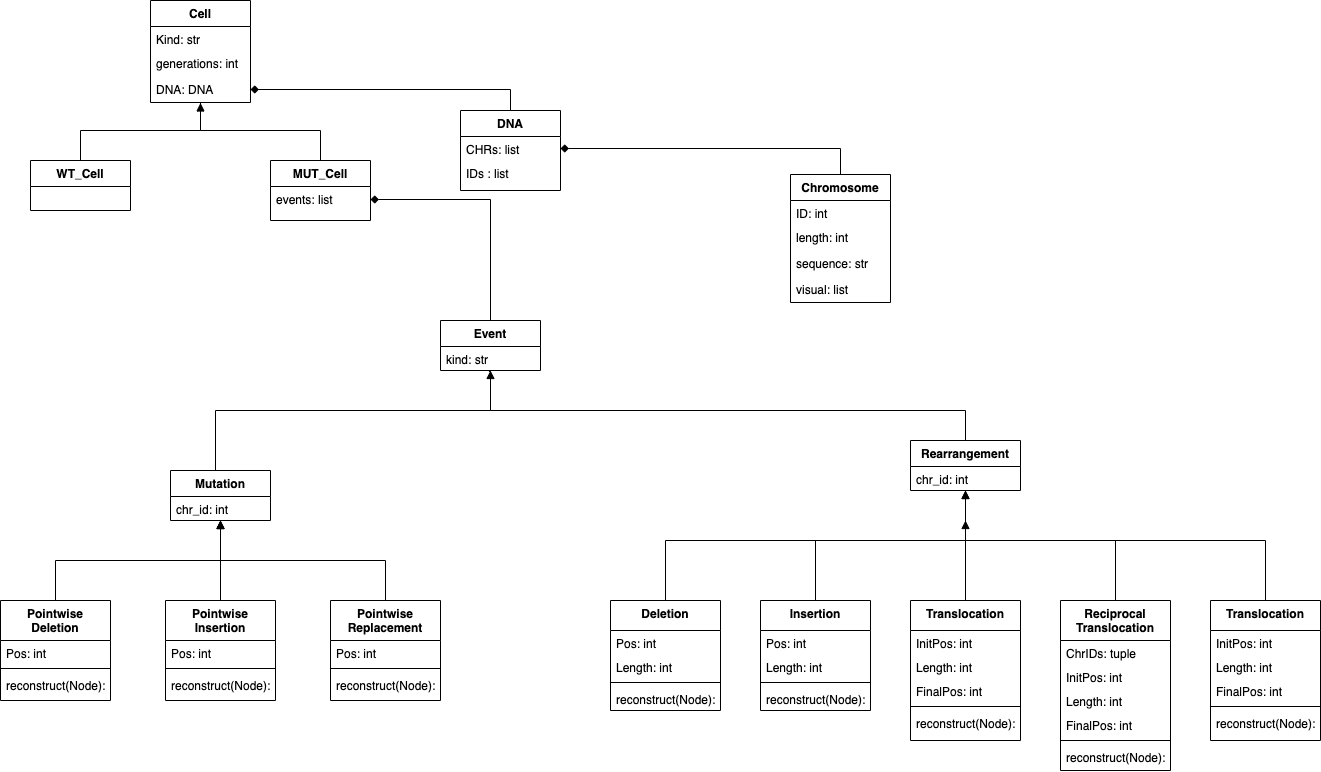 Cell
Kind: str
generations: int
DNA: DNA
DNA
CHRs: list
IDs : list
WT_Cell
MUT_Cell
events: list
Chromosome
ID: int
length: int
sequence: str
visual: list
Event
kind: str
Mutation
chr_id: int
Rearrangement
chr_id: int
Pointwise
Deletion
Pos: int
reconstruct(Node):
Pointwise
Insertion
Pos: int
reconstruct(Node):
Pointwise
Replacement
Pos: int
reconstruct(Node):
Deletion
Pos: int
Length: int
reconstruct(Node):
Insertion
Pos: int
Length: int
reconstruct(Node):
Translocation
InitPos: int
Length: int
FinalPos: int
reconstruct(Node):
Reciprocal
Translocation
ChrIDs: tuple
InitPos: int
Length: int
FinalPos: int
reconstruct(Node):
Translocation
InitPos: int
Length: int
FinalPos: int
reconstruct(Node):